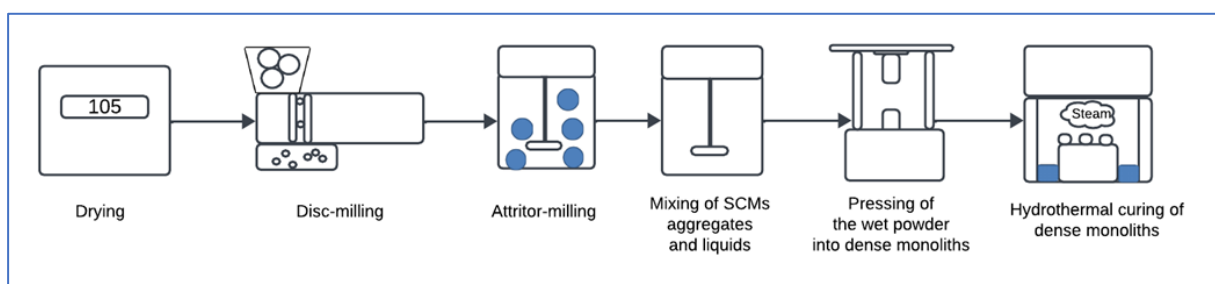 105
Steam
Drying
Disc-milling
Attritor-milling
Mixing of SCMs
aggregates
and liquids
Pressing of
the wet powder
into dense monoliths
Hydrothermal curing of
dense monoliths